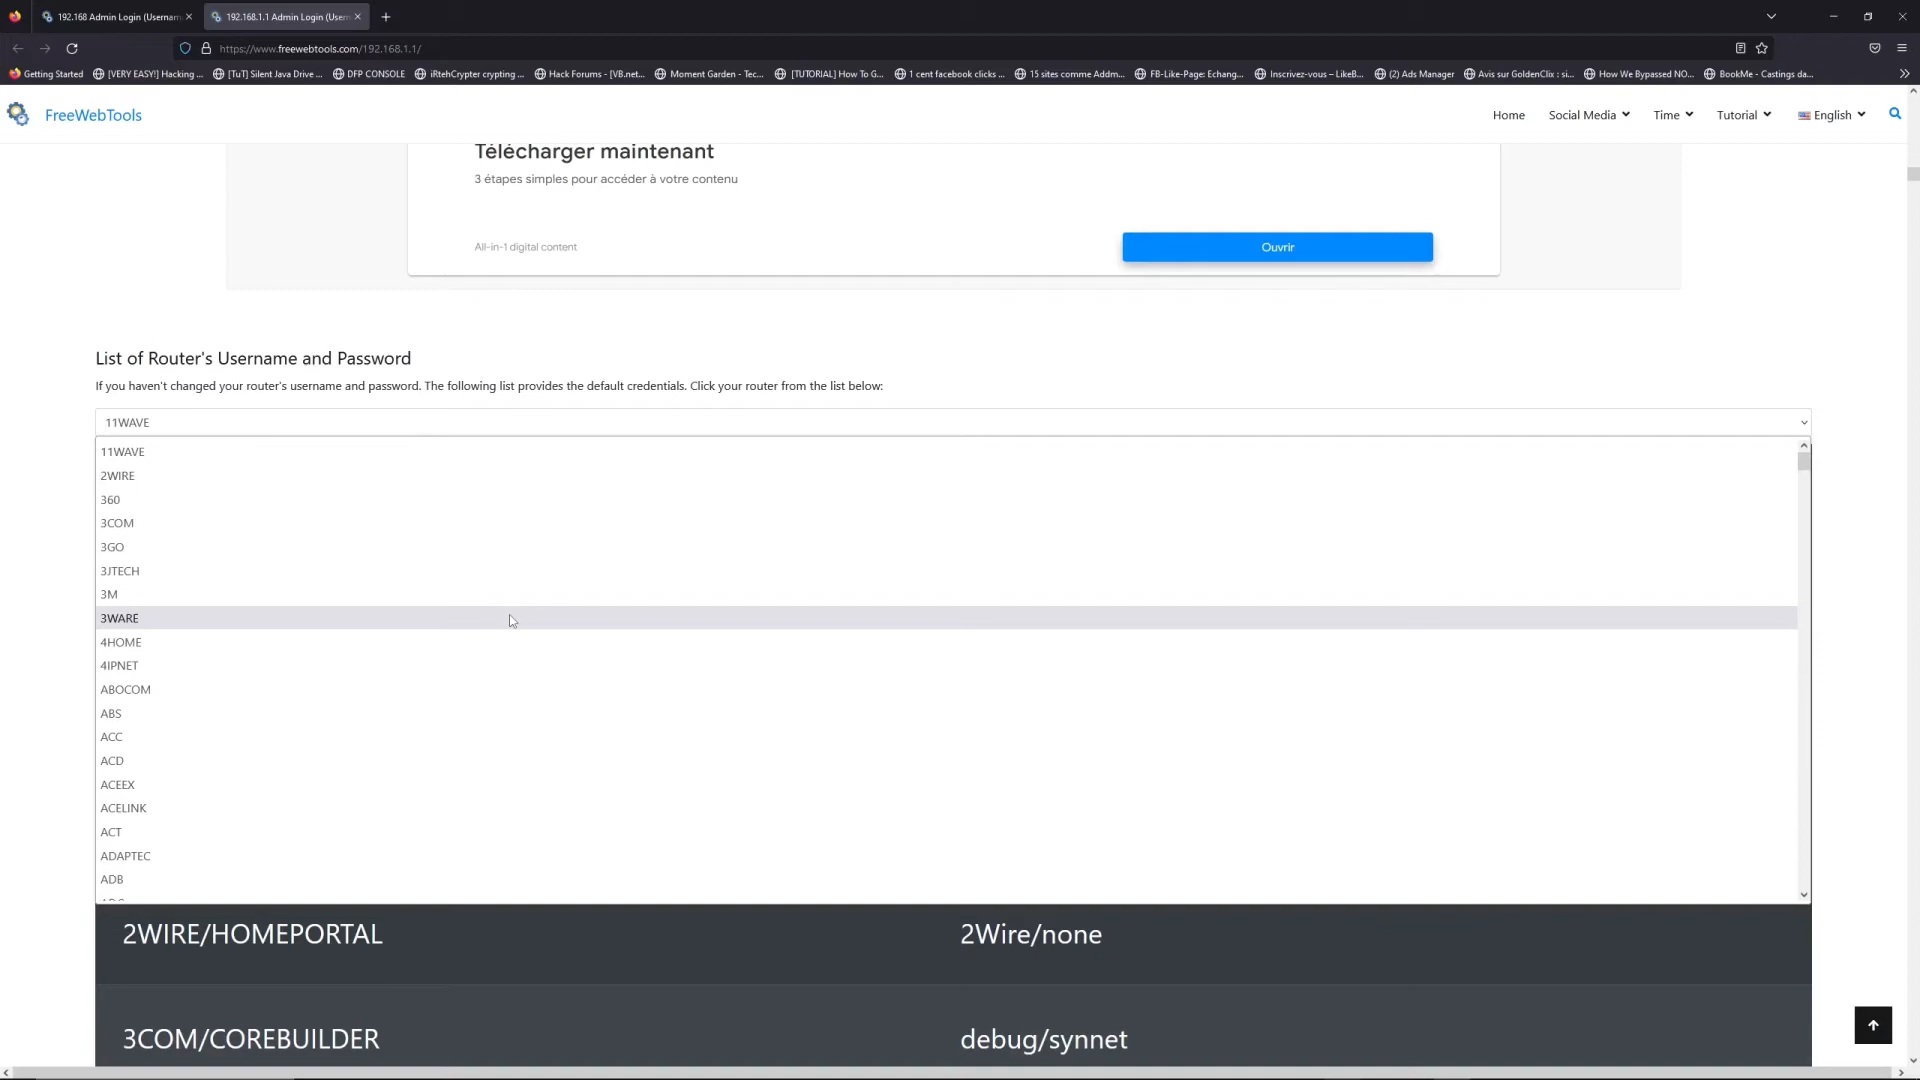 192.168 Admin Login (Usernam
192.168.1.1 Admin Login (Usern
https://www.freewebtools.com/192.168.1.1/
Getting Started
[VERY EASY!] Hacking ...
[TuT] Silent Java Drive ...
DFP CONSOLE
iRtehCrypter crypting ...
Hack Forums - [VB.net...
Moment Garden - Tec...
[TUTORIAL] How To G...
1 cent facebook clicks ...
15 sites comme Addm...
FB-Like-Page: Echang...
Inscrivez-vous – LikeB...
(2) Ads Manager
Avis sur GoldenClix : si...
How We Bypassed NO...
BookMe - Castings da...
FreeWebTools
Home
Social Media
Time
Tutorial
English
Télécharger maintenant
3 étapes simples pour accéder à votre contenu
All-in-1 digital content
Ouvrir
List of Router's Username and Password
If you haven't changed your router's username and password. The following list provides the default credentials. Click your router from the list below:
11WAVE
11WAVE
2WIRE
360
3COM
3GO
3JTECH
3M
3WARE
4HOME
4IPNET
ABOCOM
ABS
ACC
ACD
ACEEX
ACELINK
ACT
ADAPTEC
ADB
2WIRE/HOMEPORTAL
2Wire/none
3COM/COREBUILDER
debug/synnet